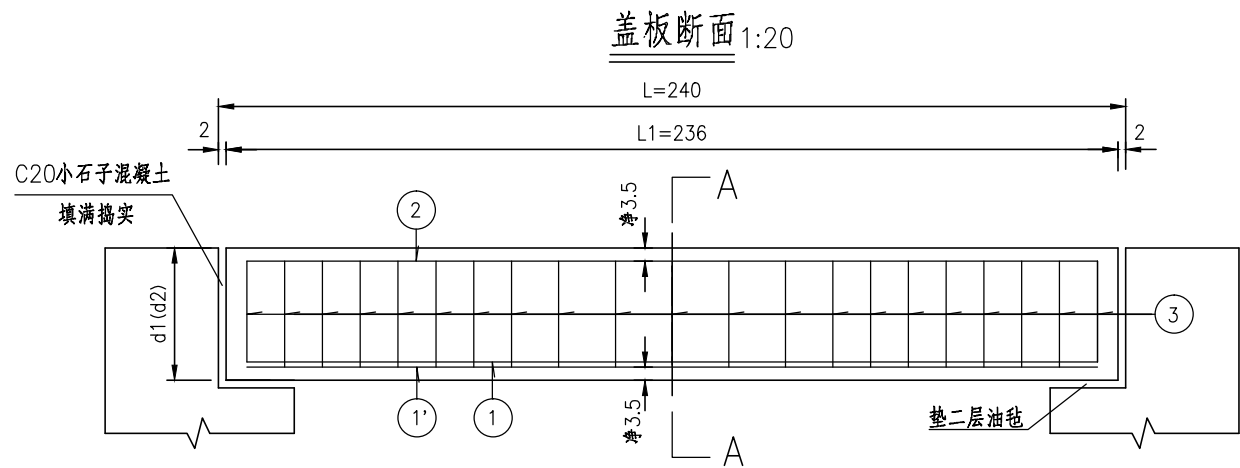 盖板断面 1:20
L=240
2
L1=236
2
C20小石子混凝土
填满捣实
A
净3.5
2
d1(d2)
3
1'
1
净3.5
垫二层油毡
A